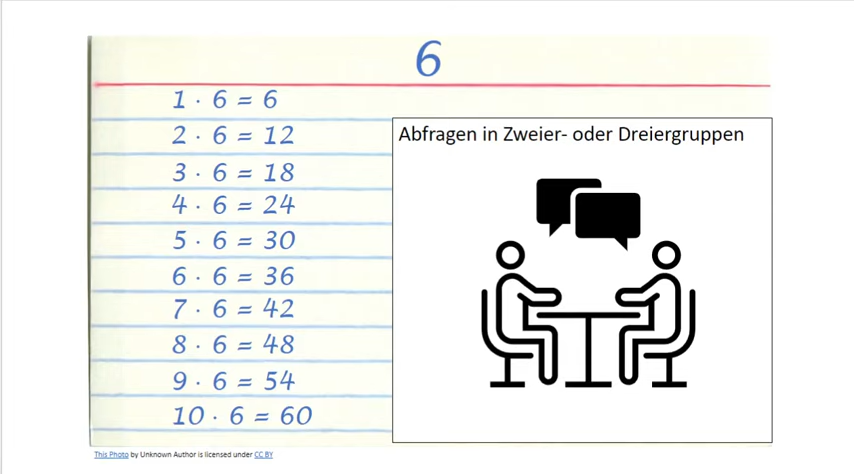 6
1 · 6 = 6
2 · 6 = 12
3 · 6 = 18
4 · 6 = 24
5 · 6 = 30
6 · 6 = 36
7 · 6 = 42
8 · 6 = 48
9 · 6 = 54
10 · 6 = 60
Abfragen in Zweier- oder Dreiergruppen
This Photo by Unknown Author is licensed under CC BY